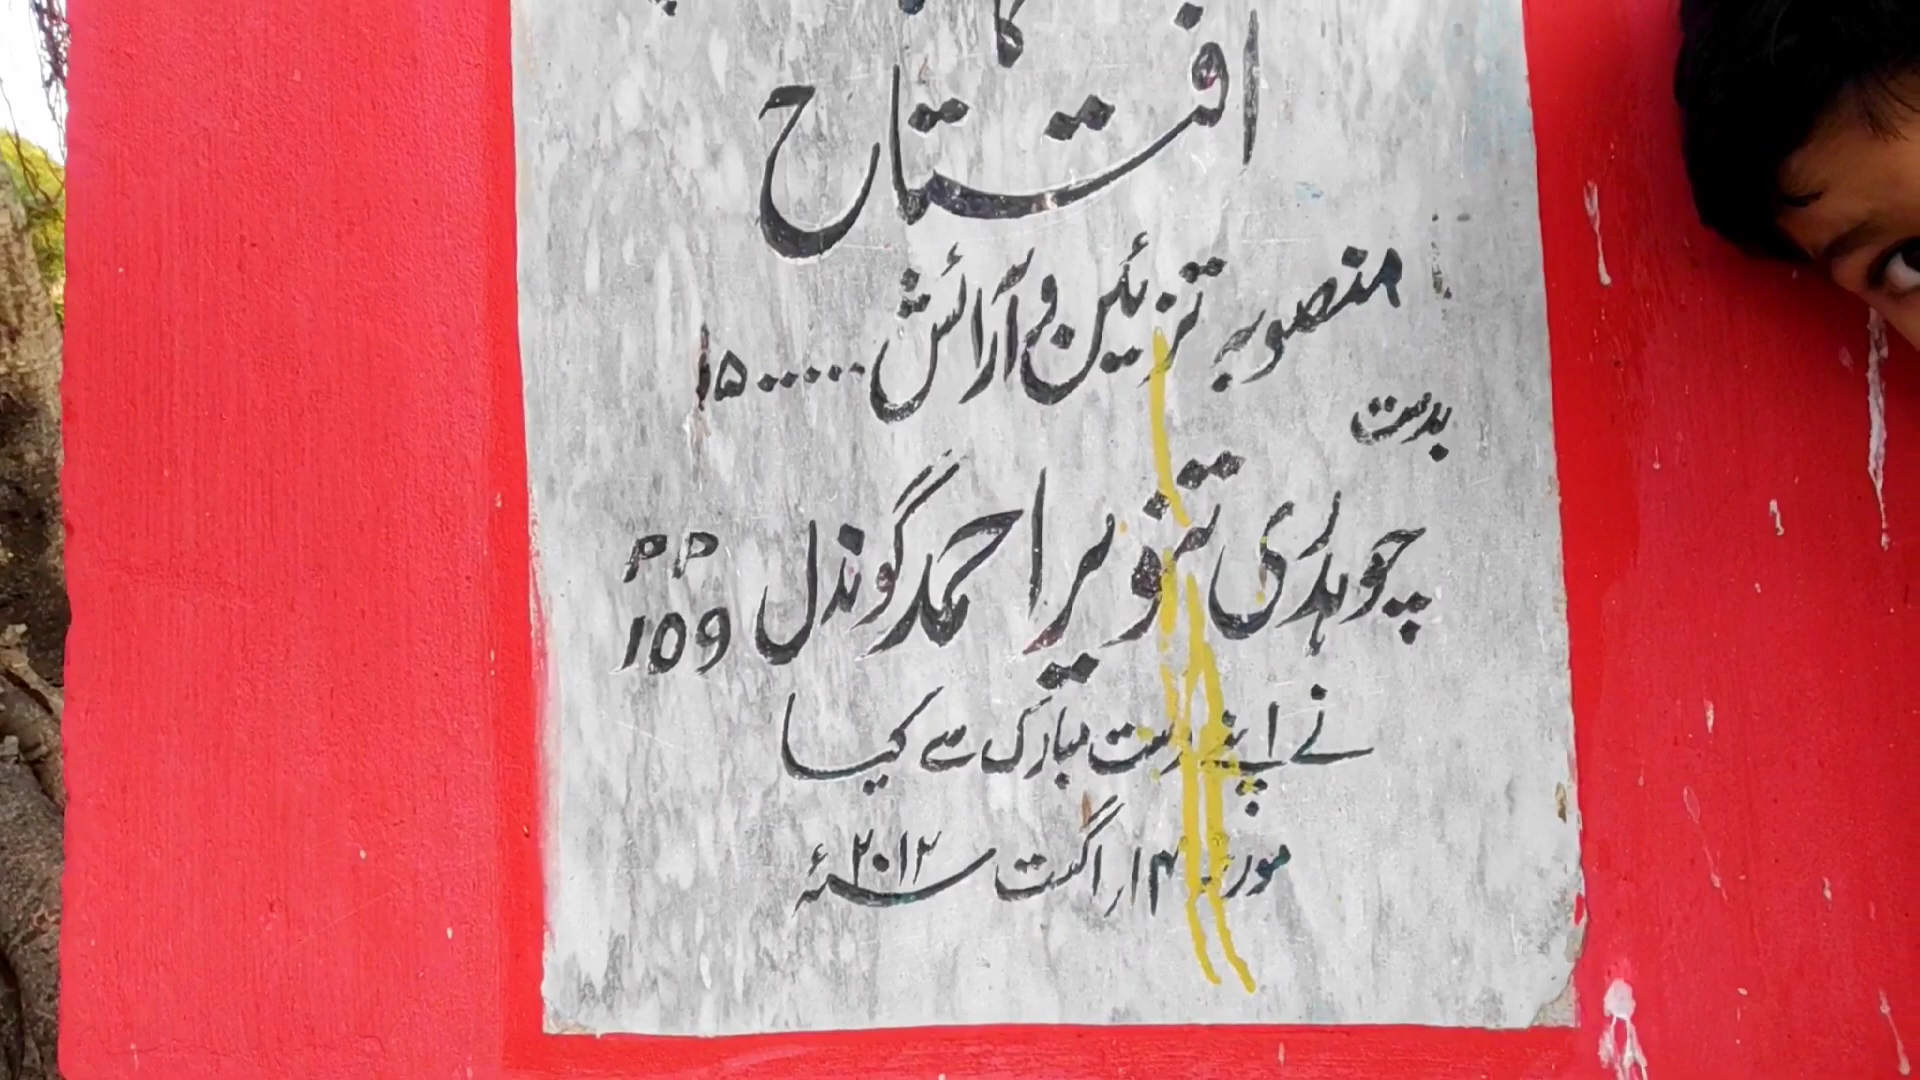 کا
افتتاح
منصوبہ تزئین و آرائش ۱۵۰۰۰۰۰
بدست
چوہدری تنویر احمد گوندل PP 109
نے اپنے دست مبارک سے کیا
مورخہ ۱۴ اگست ۲۰۱۲ء